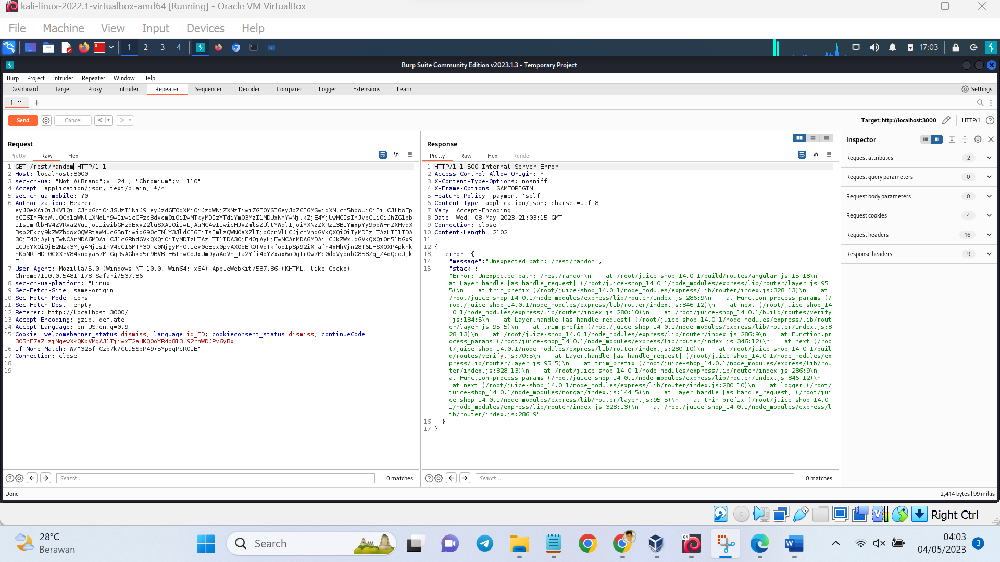 kali-linux-2022.1-virtualbox-amd64 [Running] - Oracle VM VirtualBox
File Machine View Input Devices Help
1 2 3 4
17:03
Burp Suite Community Edition v2023.1.3 - Temporary Project
Burp Project Intruder Repeater Window Help
Dashboard Target Proxy Intruder Repeater Sequencer Decoder Comparer Logger Extensions Learn
Settings
1 × +
Send Cancel < >
Target: http://localhost:3000 HTTP/1
Request
Pretty Raw Hex
\n
1 GET /rest/random HTTP/1.1
2 Host: localhost:3000
3 sec-ch-ua: "Not A(Brand";v="24", "Chromium";v="110"
4 Accept: application/json, text/plain, */*
5 sec-ch-ua-mobile: ?0
6 Authorization: Bearer
7 User-Agent: Mozilla/5.0 (Windows NT 10.0; Win64; x64) AppleWebKit/537.36 (KHTML, like Gecko)
Chrome/110.0.5481.178 Safari/537.36
8 sec-ch-ua-platform: "Linux"
9 Sec-Fetch-Site: same-origin
10 Sec-Fetch-Mode: cors
11 Sec-Fetch-Dest: empty
12 Referer: http://localhost:3000/
13 Accept-Encoding: gzip, deflate
14 Accept-Language: en-US,en;q=0.9
15 Cookie: welcomebanner_status=dismiss; language=id_ID; cookieconsent_status=dismiss; continueCode=
16 If-None-Match:
17 Connection: close
18
19
Search...
0 matches
Response
Pretty Raw Hex Render
\n
1 HTTP/1.1 500 Internal Server Error
2 Access-Control-Allow-Origin: *
3 X-Content-Type-Options: nosniff
4 X-Frame-Options: SAMEORIGIN
5 Feature-Policy: payment 'self'
6 Content-Type: application/json; charset=utf-8
7 Vary: Accept-Encoding
8 Date: Wed, 03 May 2023 21:03:15 GMT
9 Connection: close
10 Content-Length: 2102
11
12 {
13 "error":{
14 "message":"Unexpected path: /rest/random",
15 "stack":
"Error: Unexpected path: /rest/random\n    at /root/juice-shop_14.0.1/build/routes/angular.js:15:18\n
at Layer.handle [as handle_request] (/root/juice-shop_14.0.1/node_modules/express/lib/router/layer.js:95:
5)\n    at trim_prefix (/root/juice-shop_14.0.1/node_modules/express/lib/router/index.js:328:13)\n    at
/root/juice-shop_14.0.1/node_modules/express/lib/router/index.js:286:9\n    at Function.process_params (/
root/juice-shop_14.0.1/node_modules/express/lib/router/index.js:346:12)\n    at next (/root/juice-shop_14
.0.1/node_modules/express/lib/router/index.js:280:10)\n    at /root/juice-shop_14.0.1/build/routes/verify
.js:134:5\n    at Layer.handle [as handle_request] (/root/juice-shop_14.0.1/node_modules/express/lib/rout
er/layer.js:95:5)\n    at trim_prefix (/root/juice-shop_14.0.1/node_modules/express/lib/router/index.js:3
28:13)\n    at /root/juice-shop_14.0.1/node_modules/express/lib/router/index.js:286:9\n    at Function.pr
ocess_params (/root/juice-shop_14.0.1/node_modules/express/lib/router/index.js:346:12)\n    at next (/roo
t/juice-shop_14.0.1/node_modules/express/lib/router/index.js:280:10)\n    at /root/juice-shop_14.0.1/buil
d/routes/verify.js:70:5\n    at Layer.handle [as handle_request] (/root/juice-shop_14.0.1/node_modules/ex
press/lib/router/layer.js:95:5)\n    at trim_prefix (/root/juice-shop_14.0.1/node_modules/express/lib/rou
ter/index.js:328:13)\n    at /root/juice-shop_14.0.1/node_modules/express/lib/router/index.js:286:9\n
at Function.process_params (/root/juice-shop_14.0.1/node_modules/express/lib/router/index.js:346:12)\n
at next (/root/juice-shop_14.0.1/node_modules/express/lib/router/index.js:280:10)\n    at logger (/root/
juice-shop_14.0.1/node_modules/morgan/index.js:144:5)\n    at Layer.handle [as handle_request] (/root/jui
ce-shop_14.0.1/node_modules/express/lib/router/layer.js:95:5)\n    at trim_prefix (/root/juice-shop_14.0.
1/node_modules/express/lib/router/index.js:328:13)\n    at /root/juice-shop_14.0.1/node_modules/express/l
ib/router/index.js:286:9"
16 }
17 }
Search...
0 matches
Inspector
Request attributes 2
Request query parameters 0
Request body parameters 0
Request cookies 4
Request headers 16
Response headers 9
Done
2,414 bytes | 99 millis
Right Ctrl
28°C
Berawan
Search
64
04:03
04/05/2023
3